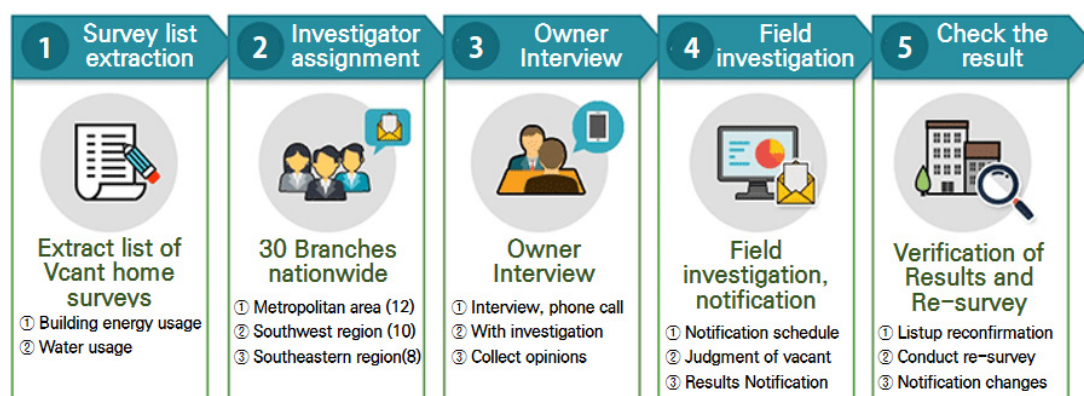 1
Survey list
extraction
2
Investigator
assignment
3
Owner
Interview
4
Field
investigation
5
Check the
result
Extract list of
Vcant home
surveys
① Building energy usage
② Water usage
30 Branches
nationwide
① Metropolitan area (12)
② Southwest region (10)
③ Southeastern region(8)
Owner
Interview
① Interview, phone call
② With investigation
③ Collect opinions
Field
investigation,
notification
① Notification schedule
② Judgment of vacant
③ Results Notification
Verification of
Results and
Re-survey
① Listup reconfirmation
② Conduct re-survey
③ Notification changes